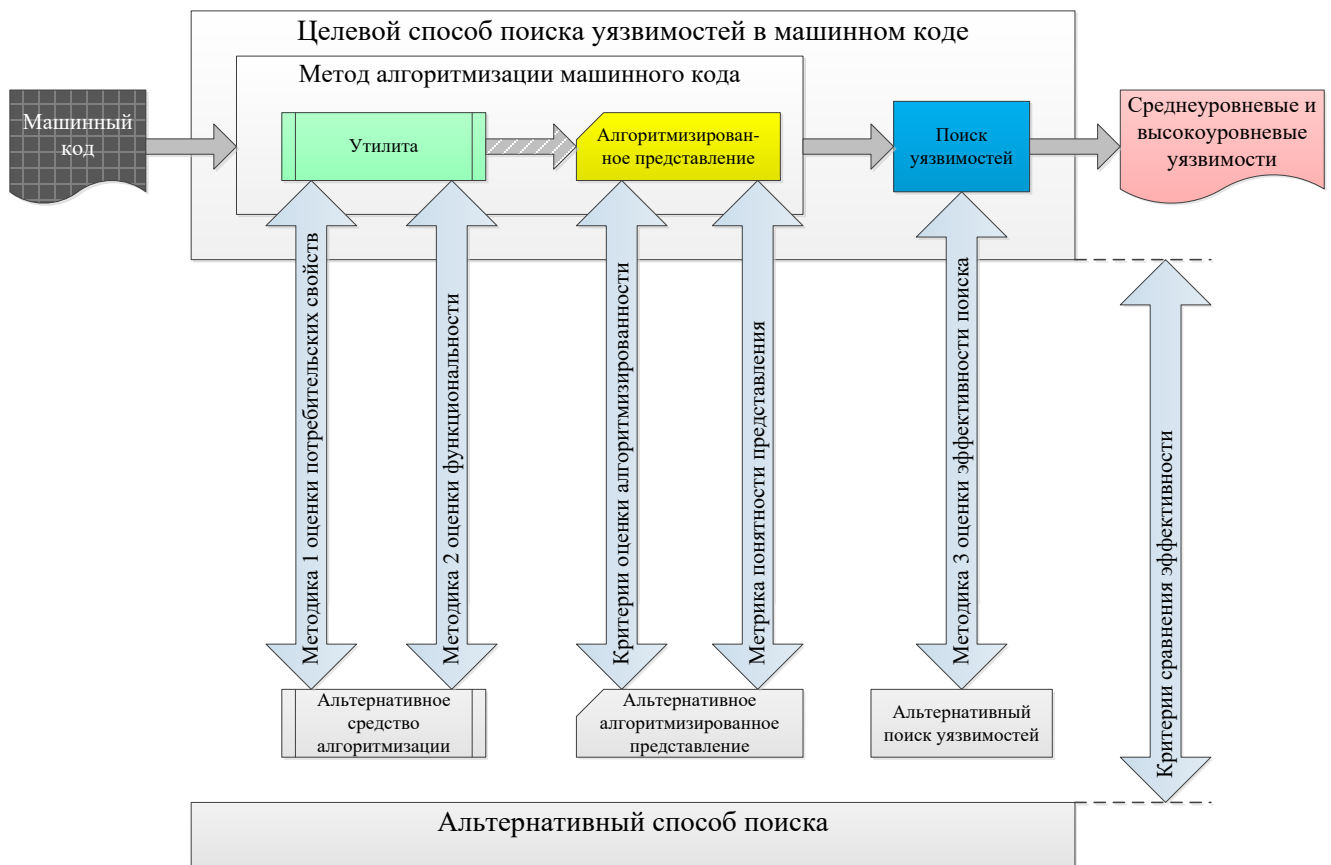 Целевой способ поиска уязвимостей в машинном коде
Метод алгоритмизации машинного кода
Машинный
код
Утилита
Алгоритмизирован-
ное представление
Поиск
уязвимостей
Среднеуровневые и
высокоуровневые
уязвимости
Методика 1 оценки потребительских свойств
Методика 2 оценки функциональности
Критерии оценки алгоритмизированности
Метрика понятности представления
Методика 3 оценки эффективности поиска
Критерии сравнения эффективности
Альтернативное
средство
алгоритмизации
Альтернативное
алгоритмизированное
представление
Альтернативный
поиск уязвимостей
Альтернативный способ поиска